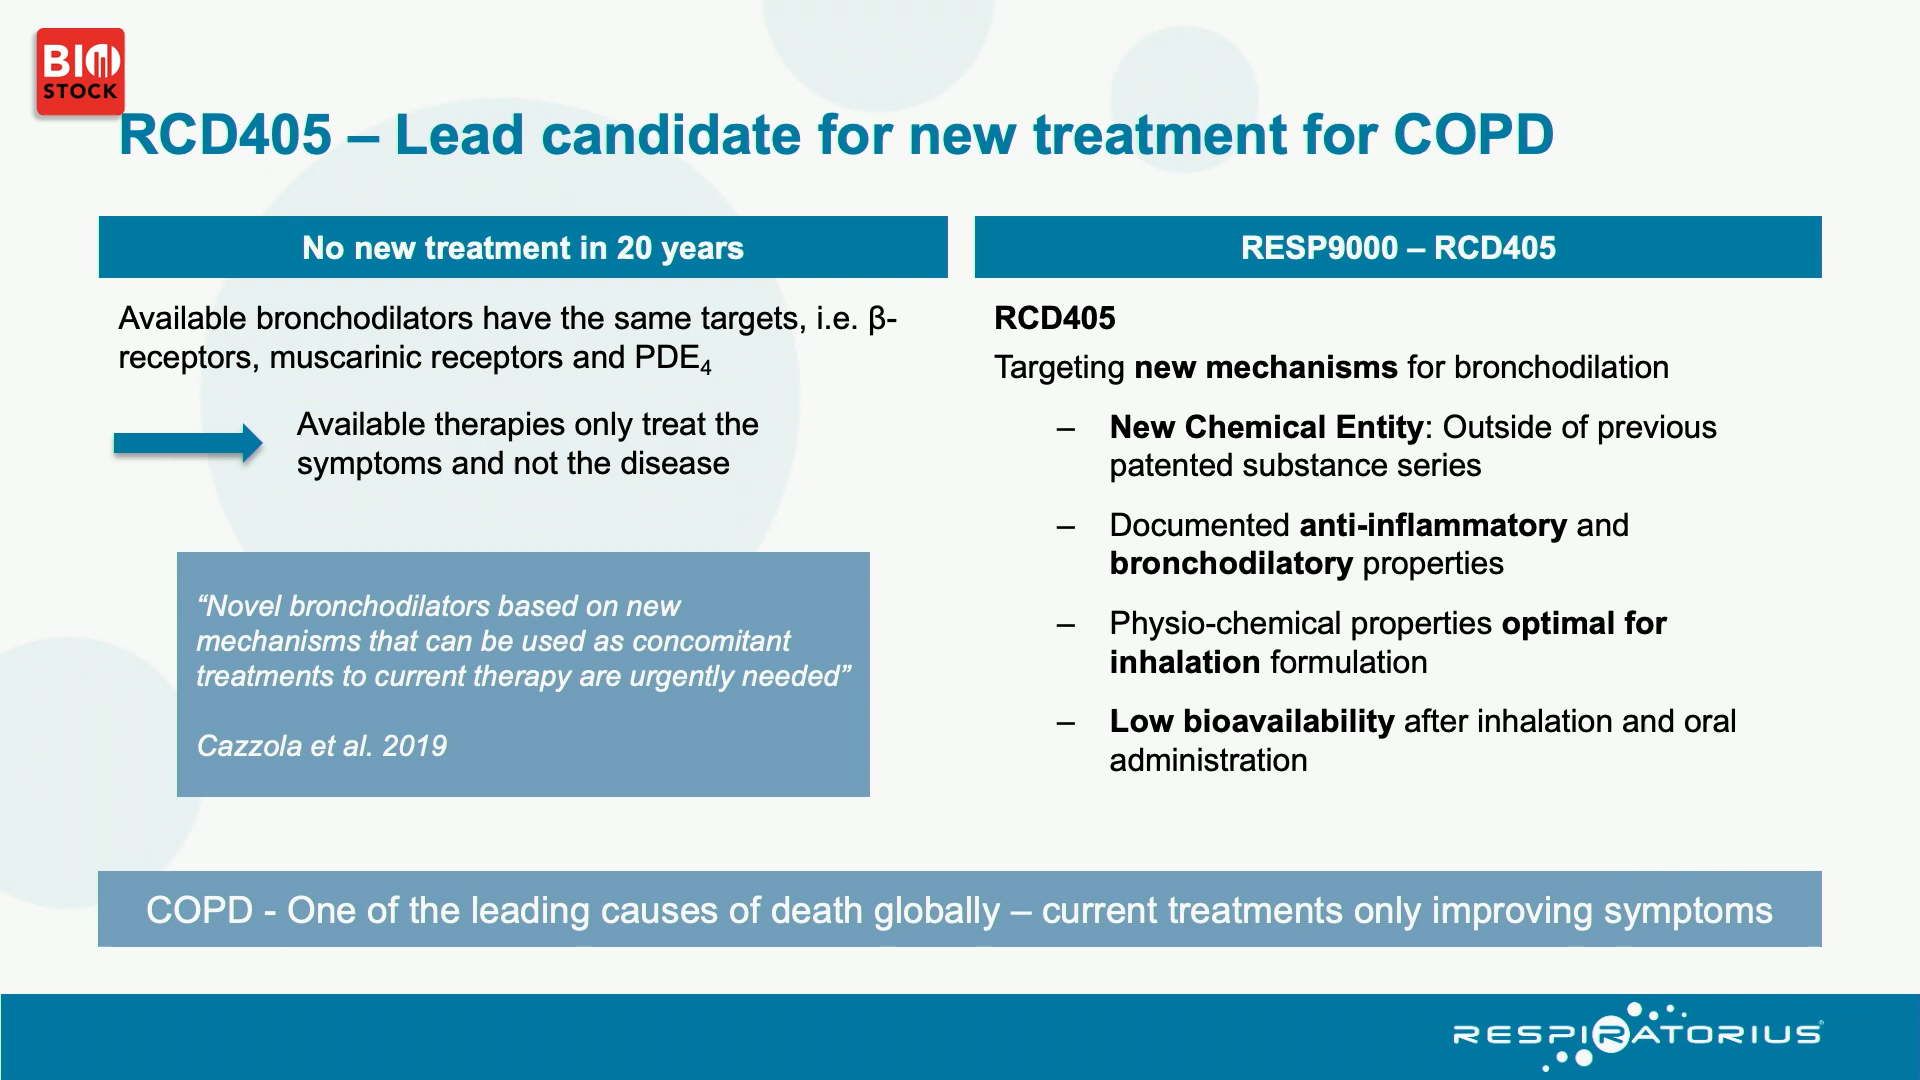 BIO
STOCK
RCD405 – Lead candidate for new treatment for COPD
No new treatment in 20 years
Available bronchodilators have the same targets, i.e. β-
receptors, muscarinic receptors and PDE₄
Available therapies only treat the
symptoms and not the disease
“Novel bronchodilators based on new
mechanisms that can be used as concomitant
treatments to current therapy are urgently needed”
Cazzola et al. 2019
RESP9000 – RCD405
RCD405
Targeting new mechanisms for bronchodilation
– New Chemical Entity: Outside of previous
patented substance series
– Documented anti-inflammatory and
bronchodilatory properties
– Physio-chemical properties optimal for
inhalation formulation
– Low bioavailability after inhalation and oral
administration
COPD - One of the leading causes of death globally – current treatments only improving symptoms
RESPIRATORIUS®